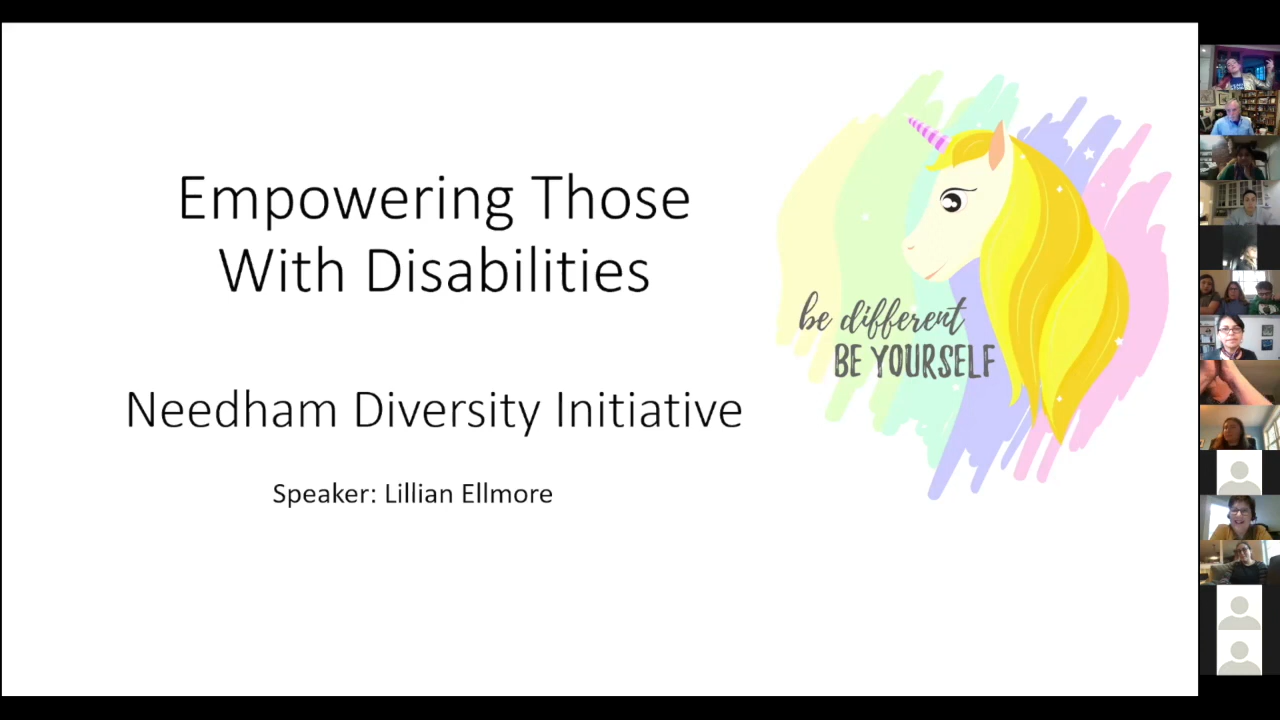 Empowering Those
With Disabilities
Needham Diversity Initiative
Speaker: Lillian Ellmore
be different
BE YOURSELF